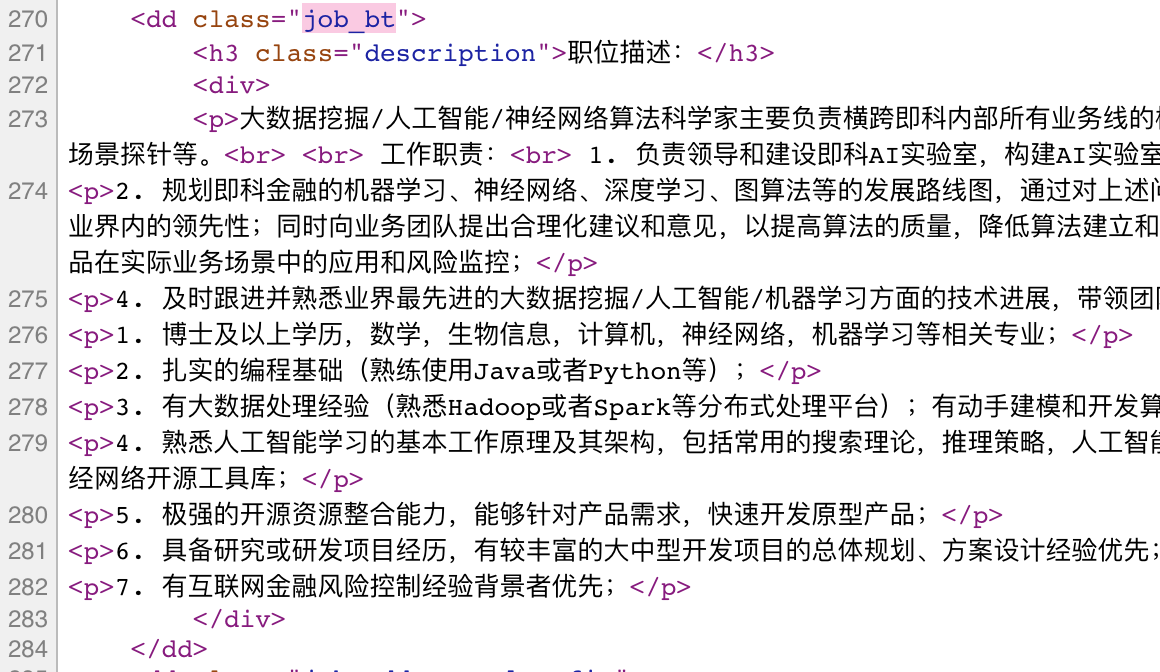 270 <dd class="job_bt">
271 <h3 class="description">职位描述：</h3>
272 <div>
273 <p>大数据挖掘/人工智能/神经网络算法科学家主要负责横跨即科内部所有业务线的
场景探针等。<br> <br> 工作职责：<br> 1. 负责领导和建设即科AI实验室，构建AI实验室
274 <p>2. 规划即科金融的机器学习、神经网络、深度学习、图算法等的发展路线图，通过对上述
业界内的领先性；同时向业务团队提出合理化建议和意见，以提高算法的质量，降低算法建立和
品在实际业务场景中的应用和风险监控；</p>
275 <p>4. 及时跟进并熟悉业界最先进的大数据挖掘/人工智能/机器学习方面的技术进展，带领团
276 <p>1. 博士及以上学历，数学，生物信息，计算机，神经网络，机器学习等相关专业；</p>
277 <p>2. 扎实的编程基础（熟练使用Java或者Python等）；</p>
278 <p>3. 有大数据处理经验（熟悉Hadoop或者Spark等分布式处理平台）；有动手建模和开发算
279 <p>4. 熟悉人工智能学习的基本工作原理及其架构，包括常用的搜索理论，推理策略，人工智能
经网络开源工具库；</p>
280 <p>5. 极强的开源资源整合能力，能够针对产品需求，快速开发原型产品；</p>
281 <p>6. 具备研究或研发项目经历，有较丰富的大中型开发项目的总体规划、方案设计经验优先；
282 <p>7. 有互联网金融风险控制经验背景者优先；</p>
283 </div>
284 </dd>